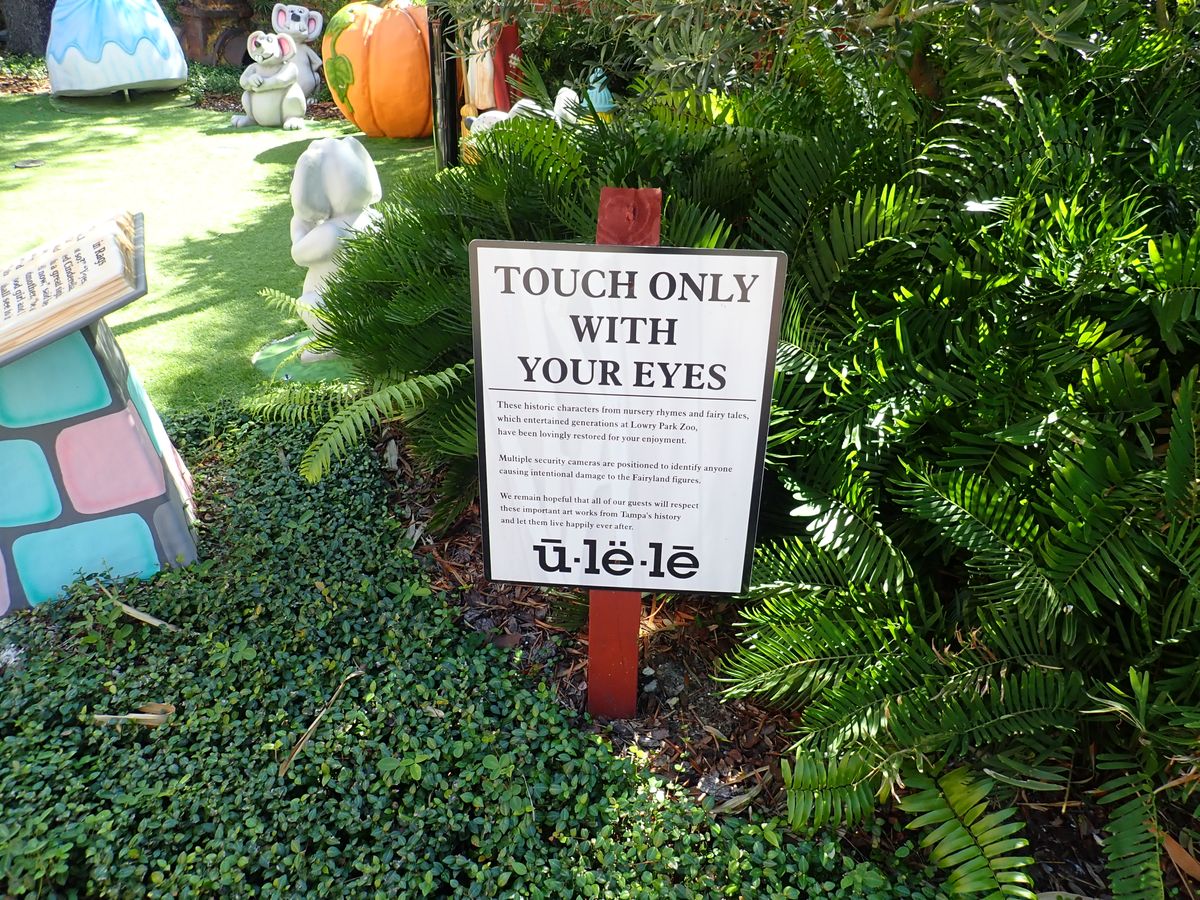 TOUCH ONLY
WITH
YOUR EYES
These historic characters from nursery rhymes and fairy tales,
which entertained generations at Lowry Park Zoo,
have been lovingly restored for your enjoyment.
Multiple security cameras are positioned to identify anyone
causing intentional damage to the Fairyland figures.
We remain hopeful that all of our guests will respect
these important art works from Tampa's history
and let them live happily ever after.
ū·lë·lē
in Rags